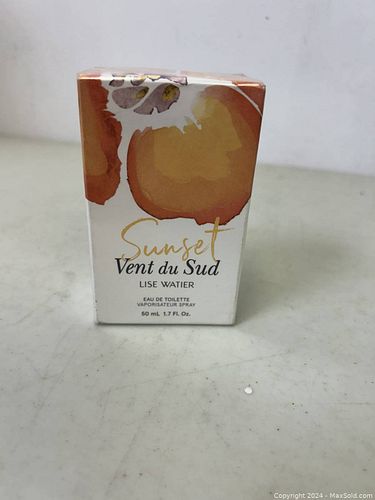 Sunset
Vent du Sud
LISE WATIER
EAU DE TOILETTE
VAPORISATEUR SPRAY
50 mL 1.7 Fl. Oz.
Copyright 2024 - MaxSold.com